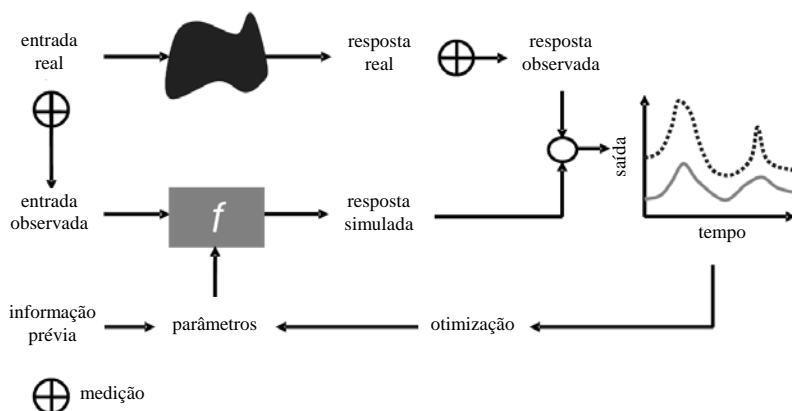 entrada
real
resposta
real
resposta
observada
saída
entrada
observada
f
resposta
simulada
tempo
informação
prévia
parâmetros
otimização
medição